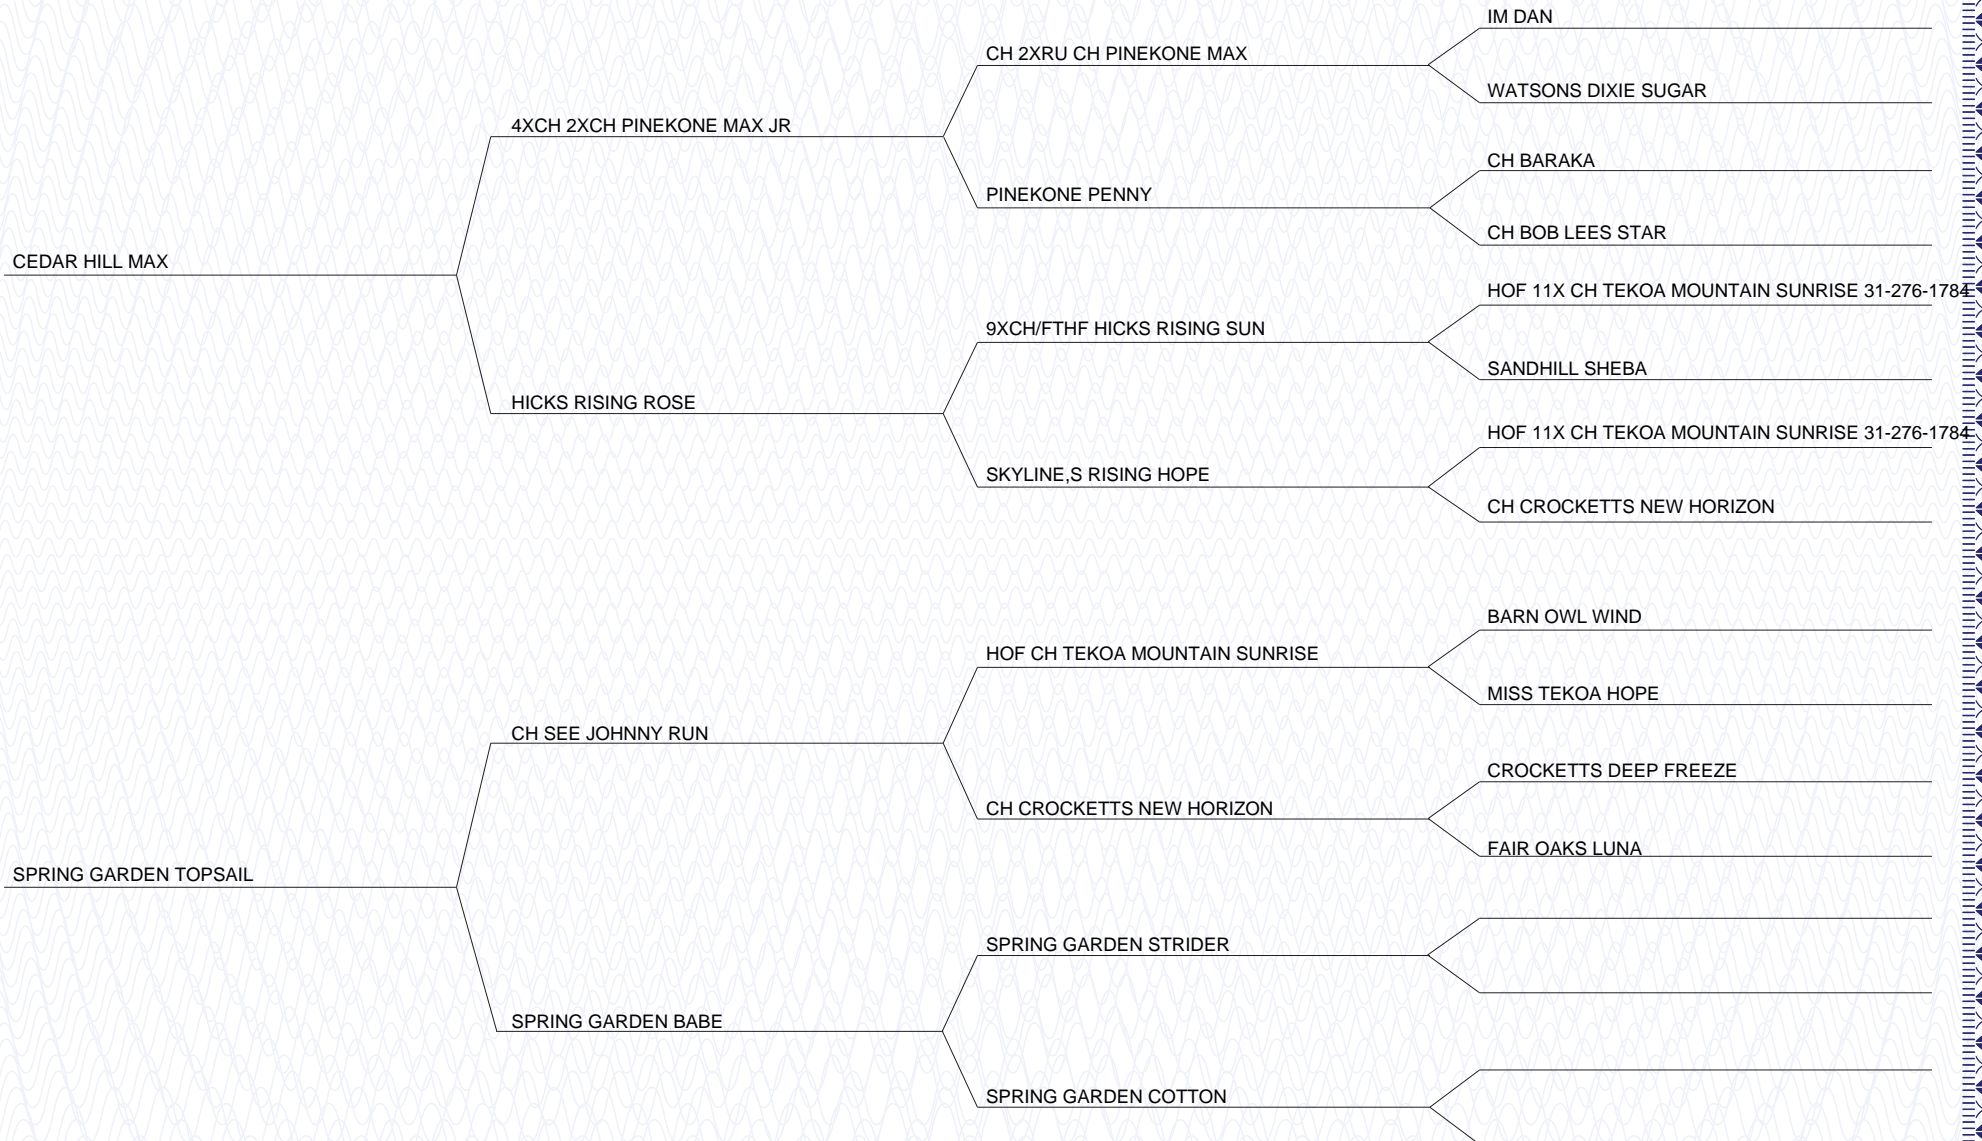 IM DAN
CH 2XRU CH PINEKONE MAX
WATSONS DIXIE SUGAR
4XCH 2XCH PINEKONE MAX JR
CH BARAKA
PINEKONE PENNY
CH BOB LEES STAR
CEDAR HILL MAX
HOF 11X CH TEKOA MOUNTAIN SUNRISE 31-276-1784
9XCH/FTHF HICKS RISING SUN
SANDHILL SHEBA
HICKS RISING ROSE
HOF 11X CH TEKOA MOUNTAIN SUNRISE 31-276-1784
SKYLINE,S RISING HOPE
CH CROCKETTS NEW HORIZON
BARN OWL WIND
HOF CH TEKOA MOUNTAIN SUNRISE
MISS TEKOA HOPE
CH SEE JOHNNY RUN
CROCKETTS DEEP FREEZE
CH CROCKETTS NEW HORIZON
FAIR OAKS LUNA
SPRING GARDEN TOPSAIL
SPRING GARDEN STRIDER
SPRING GARDEN BABE
SPRING GARDEN COTTON